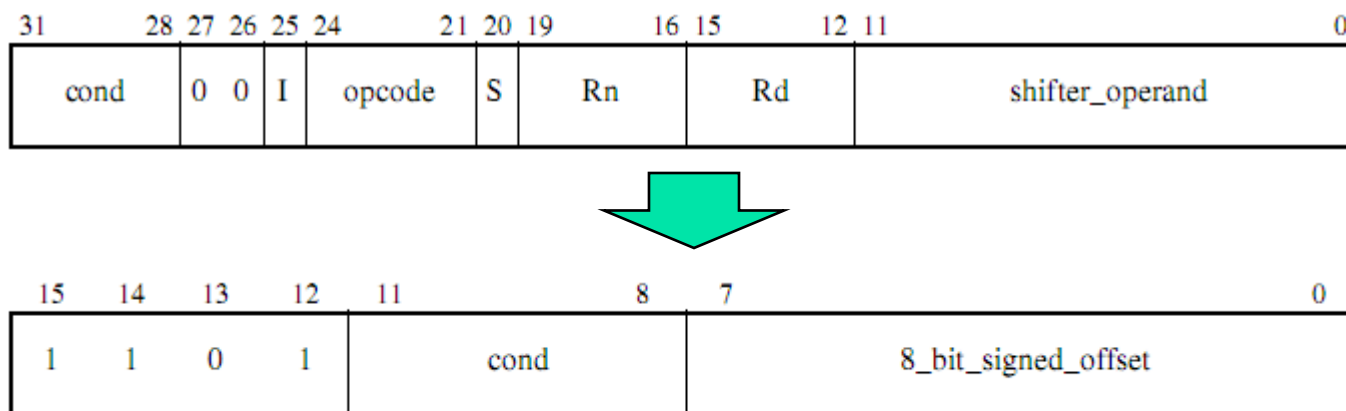 31 28 27 26 25 24 21 20 19 16 15 12 11 0
cond 0 0 I opcode S Rn Rd shifter_operand
15 14 13 12 11 8 7 0
1 1 0 1 cond 8_bit_signed_offset